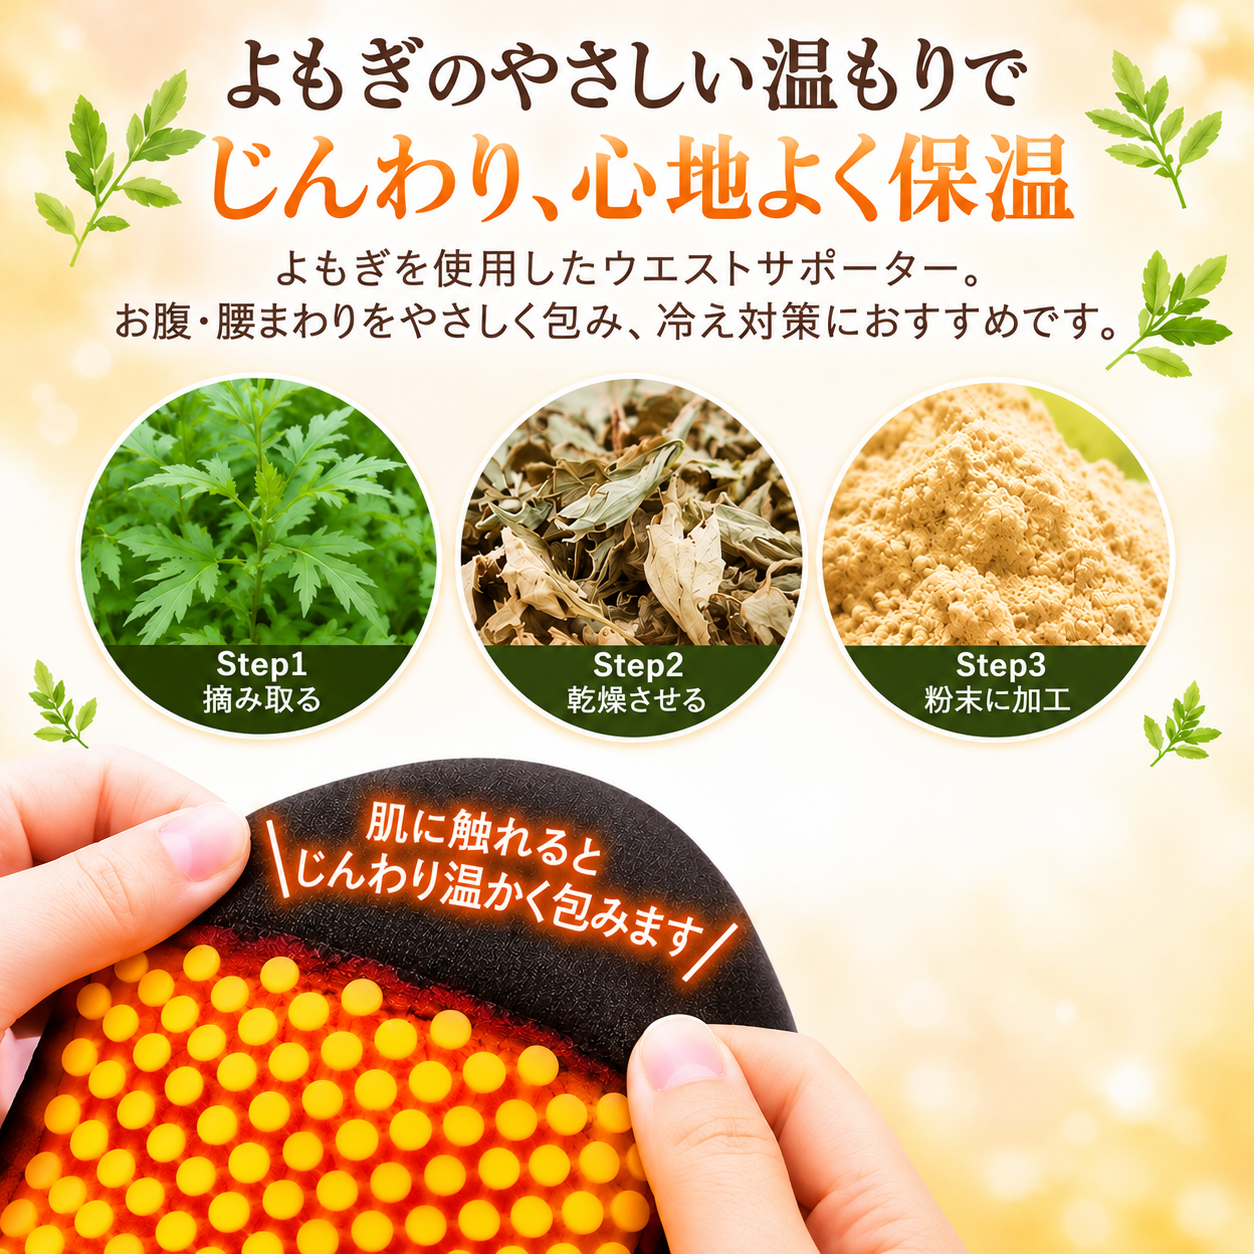 よもぎのやさしい温もりで
じんわり、心地よく保温
よもぎを使用したウエストサポーター。
お腹・腰まわりをやさしく包み、冷え対策におすすめです。
Step1
摘み取る
Step2
乾燥させる
Step3
粉末に加工
肌に触れると
じんわり温かく包みます